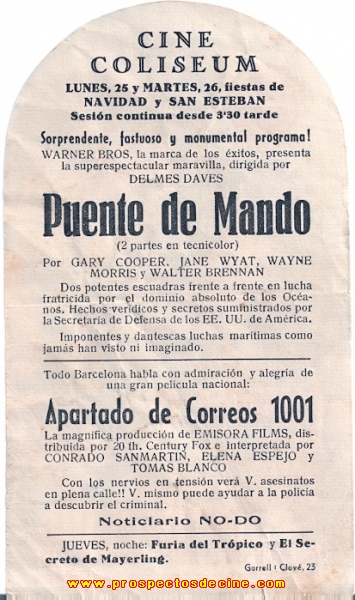 CINE
COLISEUM
LUNES, 25 y MARTES, 26, fiestas de
NAVIDAD y SAN ESTEBAN
Sesión continua desde 3'30 tarde
Sorprendente, fastuoso y monumental programa!
WARNER BROS, la marca de los éxitos, presenta
la superespectacular maravilla, dirigida por
DELMES DAVES
Puente de Mando
(2 partes en tecnicolor)
Por GARY COOPER, JANE WYAT, WAYNE
MORRIS y WALTER BRENNAN
Dos potentes escuadras frente a frente en lucha
fratricida por el dominio absoluto de los Océa-
nos. Hechos verídicos y secretos suministrados por
la Secretaría de Defensa de los EE. UU. de América.
Imponentes y dantescas luchas marítimas como
jamás han visto ni imaginado.
Todo Barcelona habla con admiración y alegría de
una gran película nacional:
Apartado de Correos 1001
La magnífica producción de EMISORA FILMS, dis-
tribuída por 20 th. Century Fox e interpretada por
CONRADO SANMARTIN, ELENA ESPEJO y
TOMAS BLANCO
Con los nervios en tensión verá V. asesinatos
en plena calle!! V. mismo puede ayudar a la policía
a descubrir el criminal.
Noticiario NO-DO
JUEVES, noche: Furia del Trópico y El Se-
creto de Mayerling.
Garrell : Clavé, 23
www.prospectosdecine.com